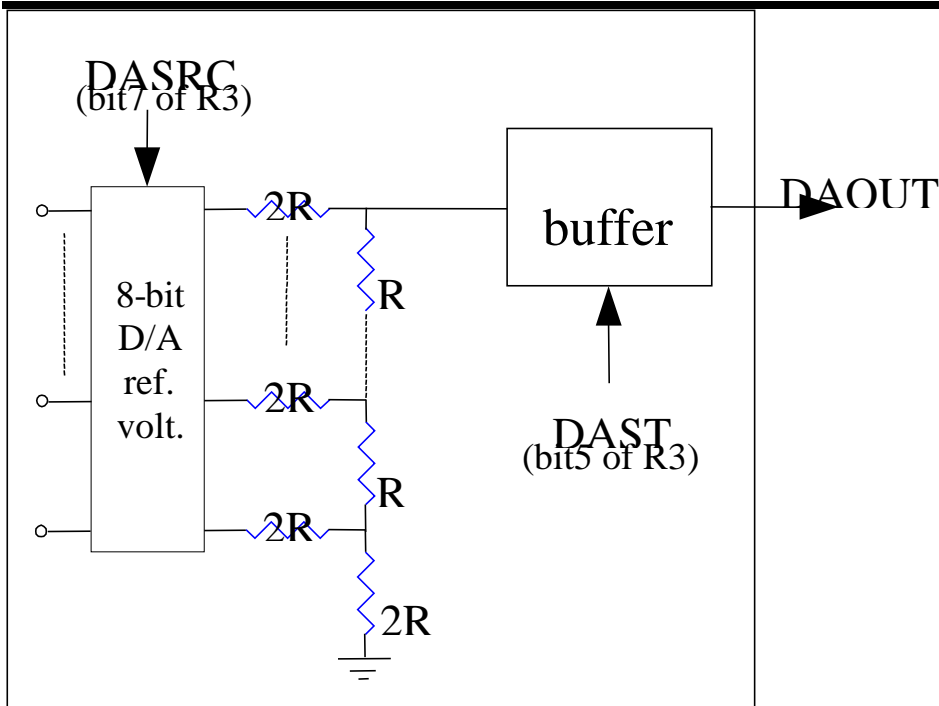 DASRC
(bit7 of R3)
2R
DAOUT
buffer
R
8-bit
D/A
ref.
volt.
2R
DAST
(bit5 of R3)
R
2R
2R